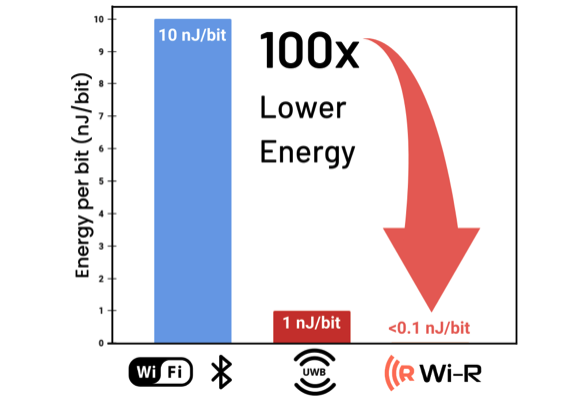 10
9
8
7
6
5
4
3
2
1
0
Energy per bit (nJ/bit)
10 nJ/bit
100x
Lower
Energy
1 nJ/bit
<0.1 nJ/bit
Wi Fi
UWB
R Wi-R